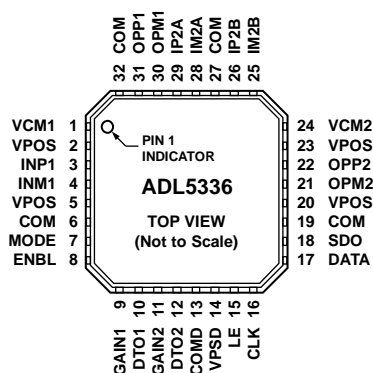 32 COM
31 OPP1
30 OPM1
29 IP2A
28 IM2A
27 COM
26 IP2B
25 IM2B
VCM1 1
VPOS 2
INP1 3
INM1 4
VPOS 5
COM 6
MODE 7
ENBL 8
PIN 1
INDICATOR
ADL5336
TOP VIEW
(Not to Scale)
24 VCM2
23 VPOS
22 OPP2
21 OPM2
20 VPOS
19 COM
18 SDO
17 DATA
GAIN1 9
DTO1 10
GAIN2 11
DTO2 12
COMD 13
VPSD 14
LE 15
CLK 16